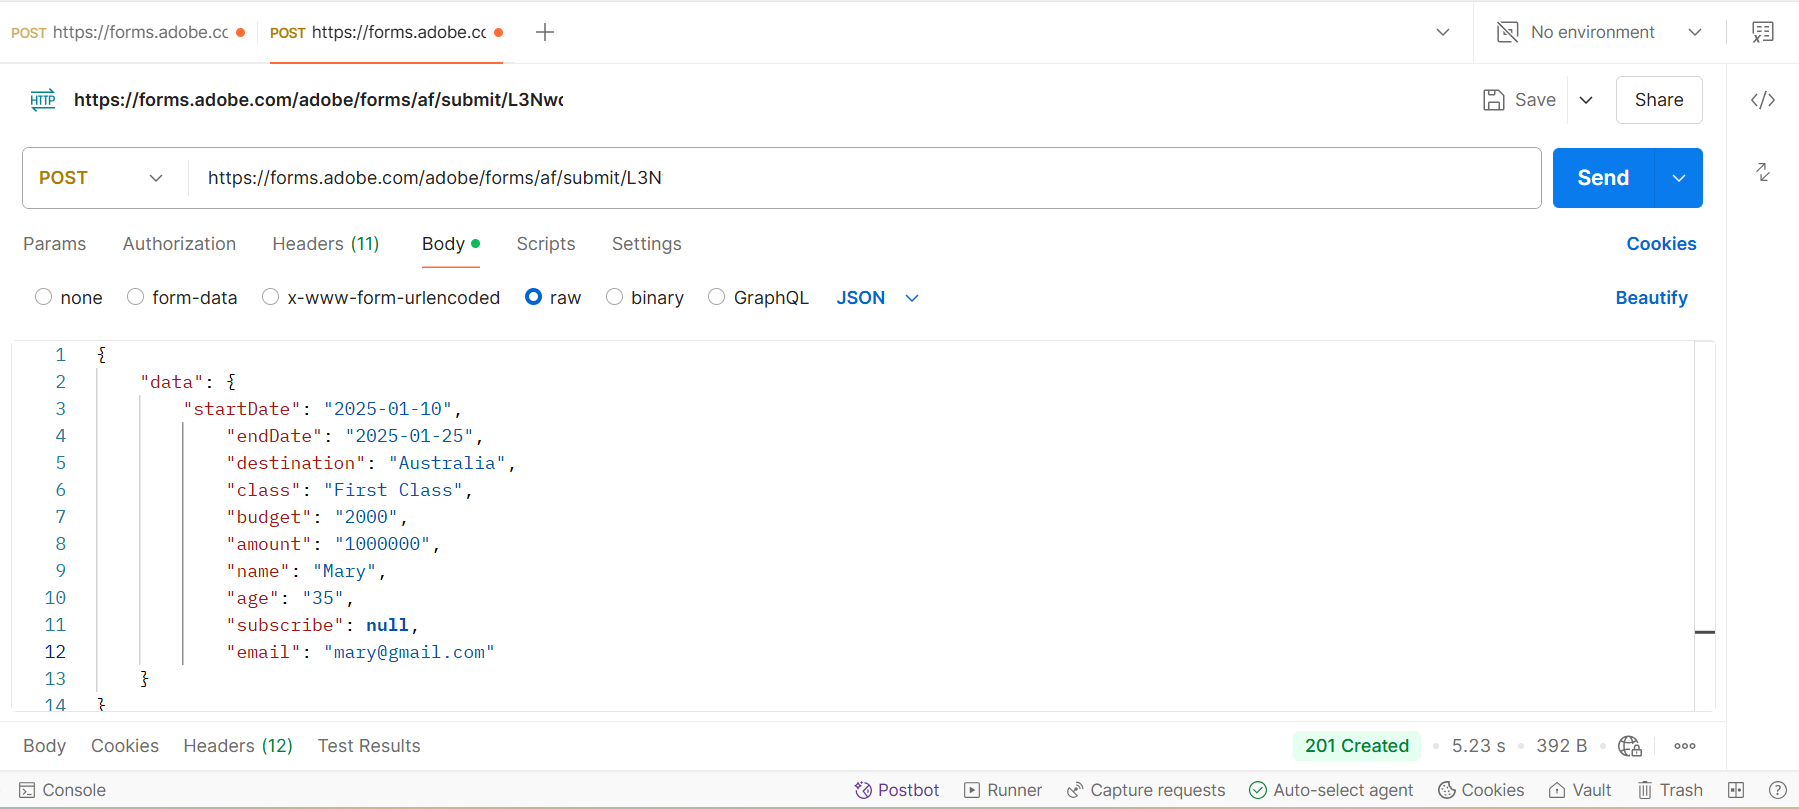 POST https://forms.adobe.cc POST https://forms.adobe.cc No environment
HTTP https://forms.adobe.com/adobe/forms/af/submit/L3Nwc Save Share
POST https://forms.adobe.com/adobe/forms/af/submit/L3N Send
Params Authorization Headers (11) Body Scripts Settings Cookies
none form-data x-www-form-urlencoded raw binary GraphQL JSON Beautify
1 {
2 "data": {
3 "startDate": "2025-01-10",
4 "endDate": "2025-01-25",
5 "destination": "Australia",
6 "class": "First Class",
7 "budget": "2000",
8 "amount": "1000000",
9 "name": "Mary",
10 "age": "35",
11 "subscribe": null,
12 "email": "mary@gmail.com"
13 }
14 }
Body Cookies Headers (12) Test Results 201 Created 5.23 s 392 B
Console Postbot Runner Capture requests Auto-select agent Cookies Vault Trash